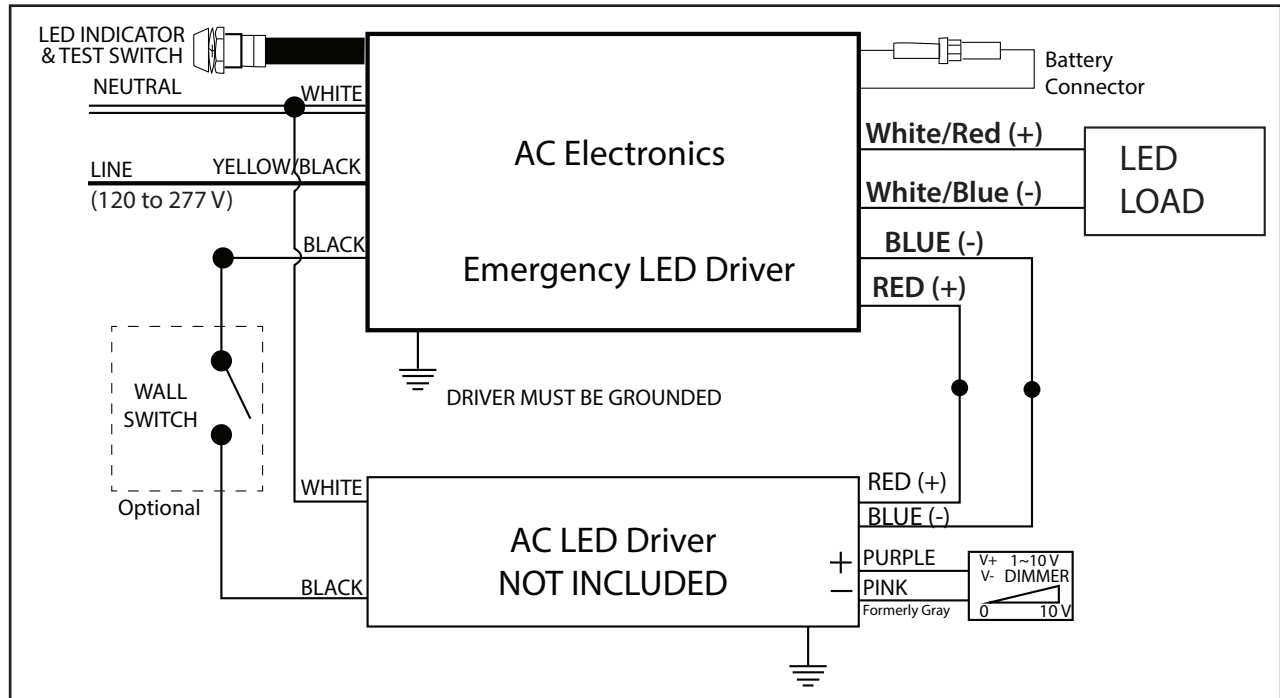 LED INDICATOR
& TEST SWITCH
NEUTRAL
WHITE
LINE
YELLOW/BLACK
(120 to 277 V)
BLACK
AC Electronics
Emergency LED Driver
Battery
Connector
White/Red (+)
White/Blue (-)
LED
LOAD
BLUE (-)
RED (+)
WALL
SWITCH
Optional
DRIVER MUST BE GROUNDED
WHITE
BLACK
AC LED Driver
NOT INCLUDED
RED (+)
BLUE (-)
+ PURPLE
− PINK
Formerly Gray
V+ 1~10 V
V- DIMMER
0 10 V